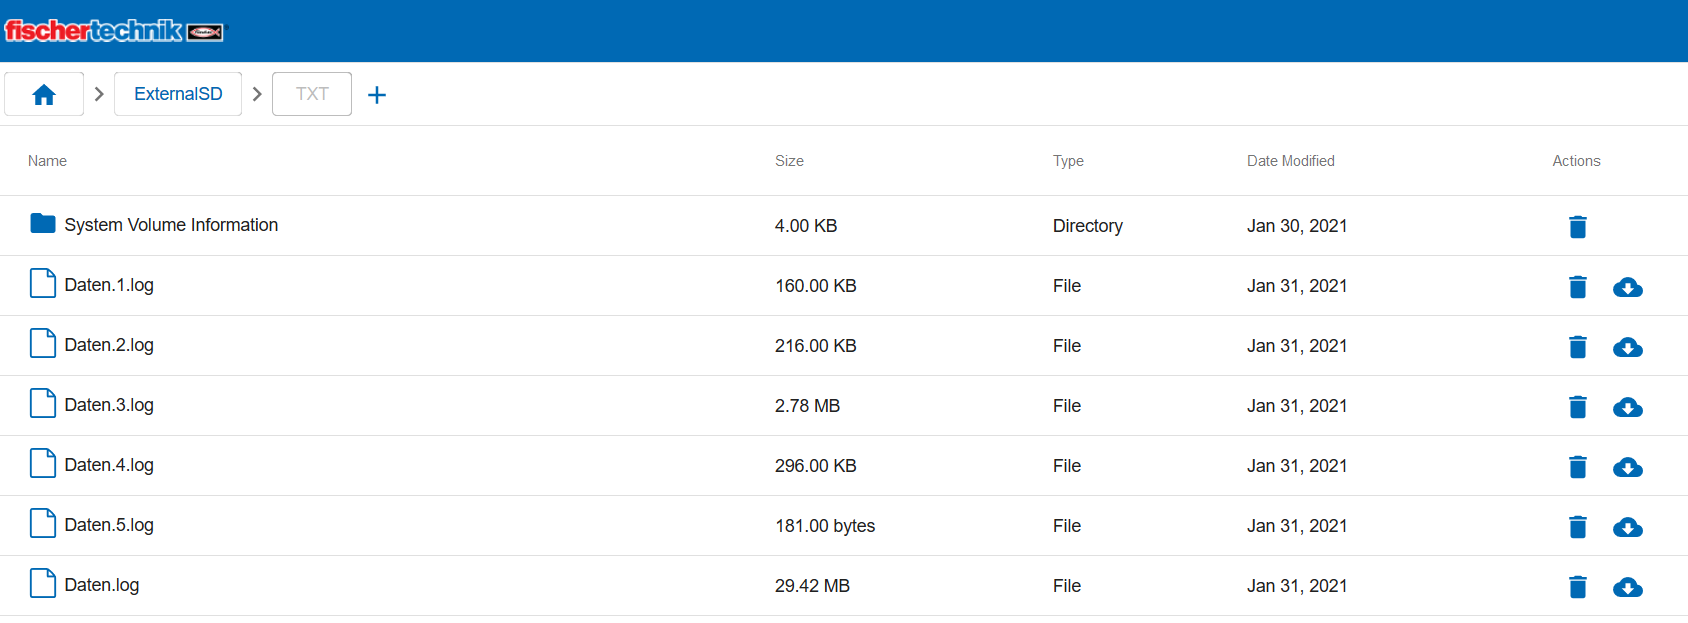 fischertechnik
ExternalSD TXT
Name Size Type Date Modified Actions
System Volume Information 4.00 KB Directory Jan 30, 2021
Daten.1.log 160.00 KB File Jan 31, 2021
Daten.2.log 216.00 KB File Jan 31, 2021
Daten.3.log 2.78 MB File Jan 31, 2021
Daten.4.log 296.00 KB File Jan 31, 2021
Daten.5.log 181.00 bytes File Jan 31, 2021
Daten.log 29.42 MB File Jan 31, 2021